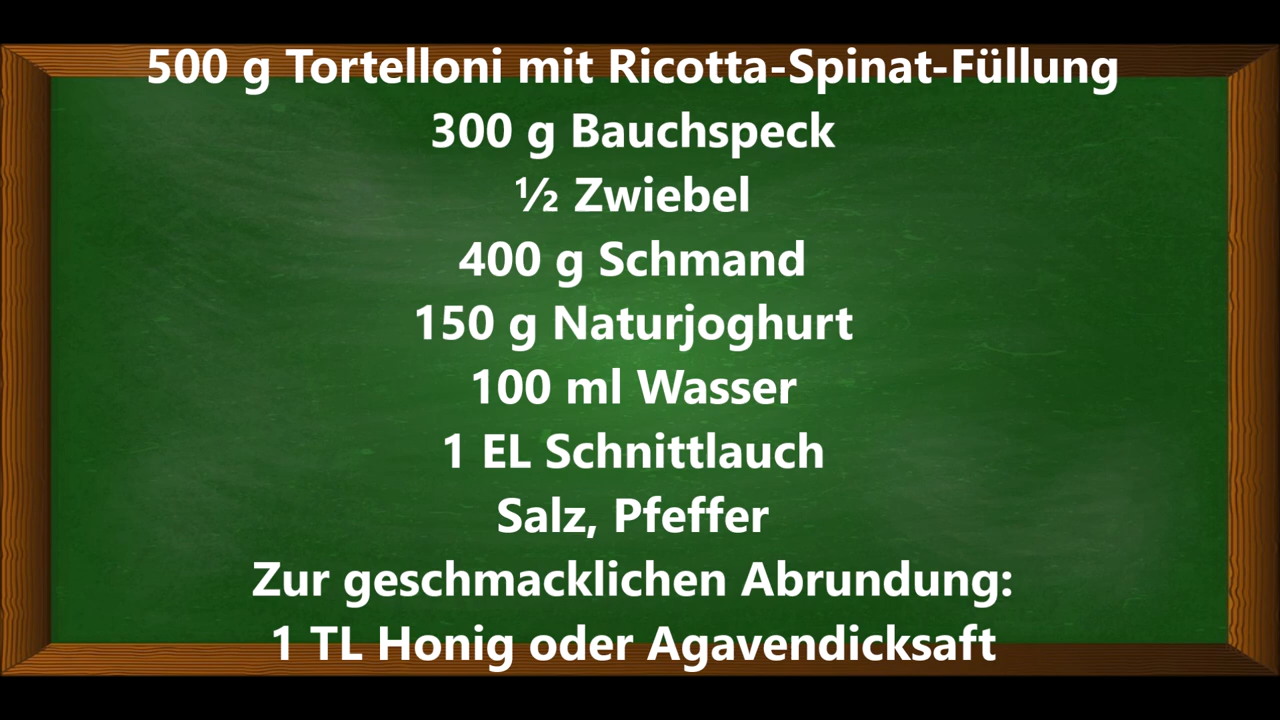 500 g Tortelloni mit Ricotta-Spinat-Füllung
300 g Bauchspeck
½ Zwiebel
400 g Schmand
150 g Naturjoghurt
100 ml Wasser
1 EL Schnittlauch
Salz, Pfeffer
Zur geschmacklichen Abrundung:
1 TL Honig oder Agavendicksaft